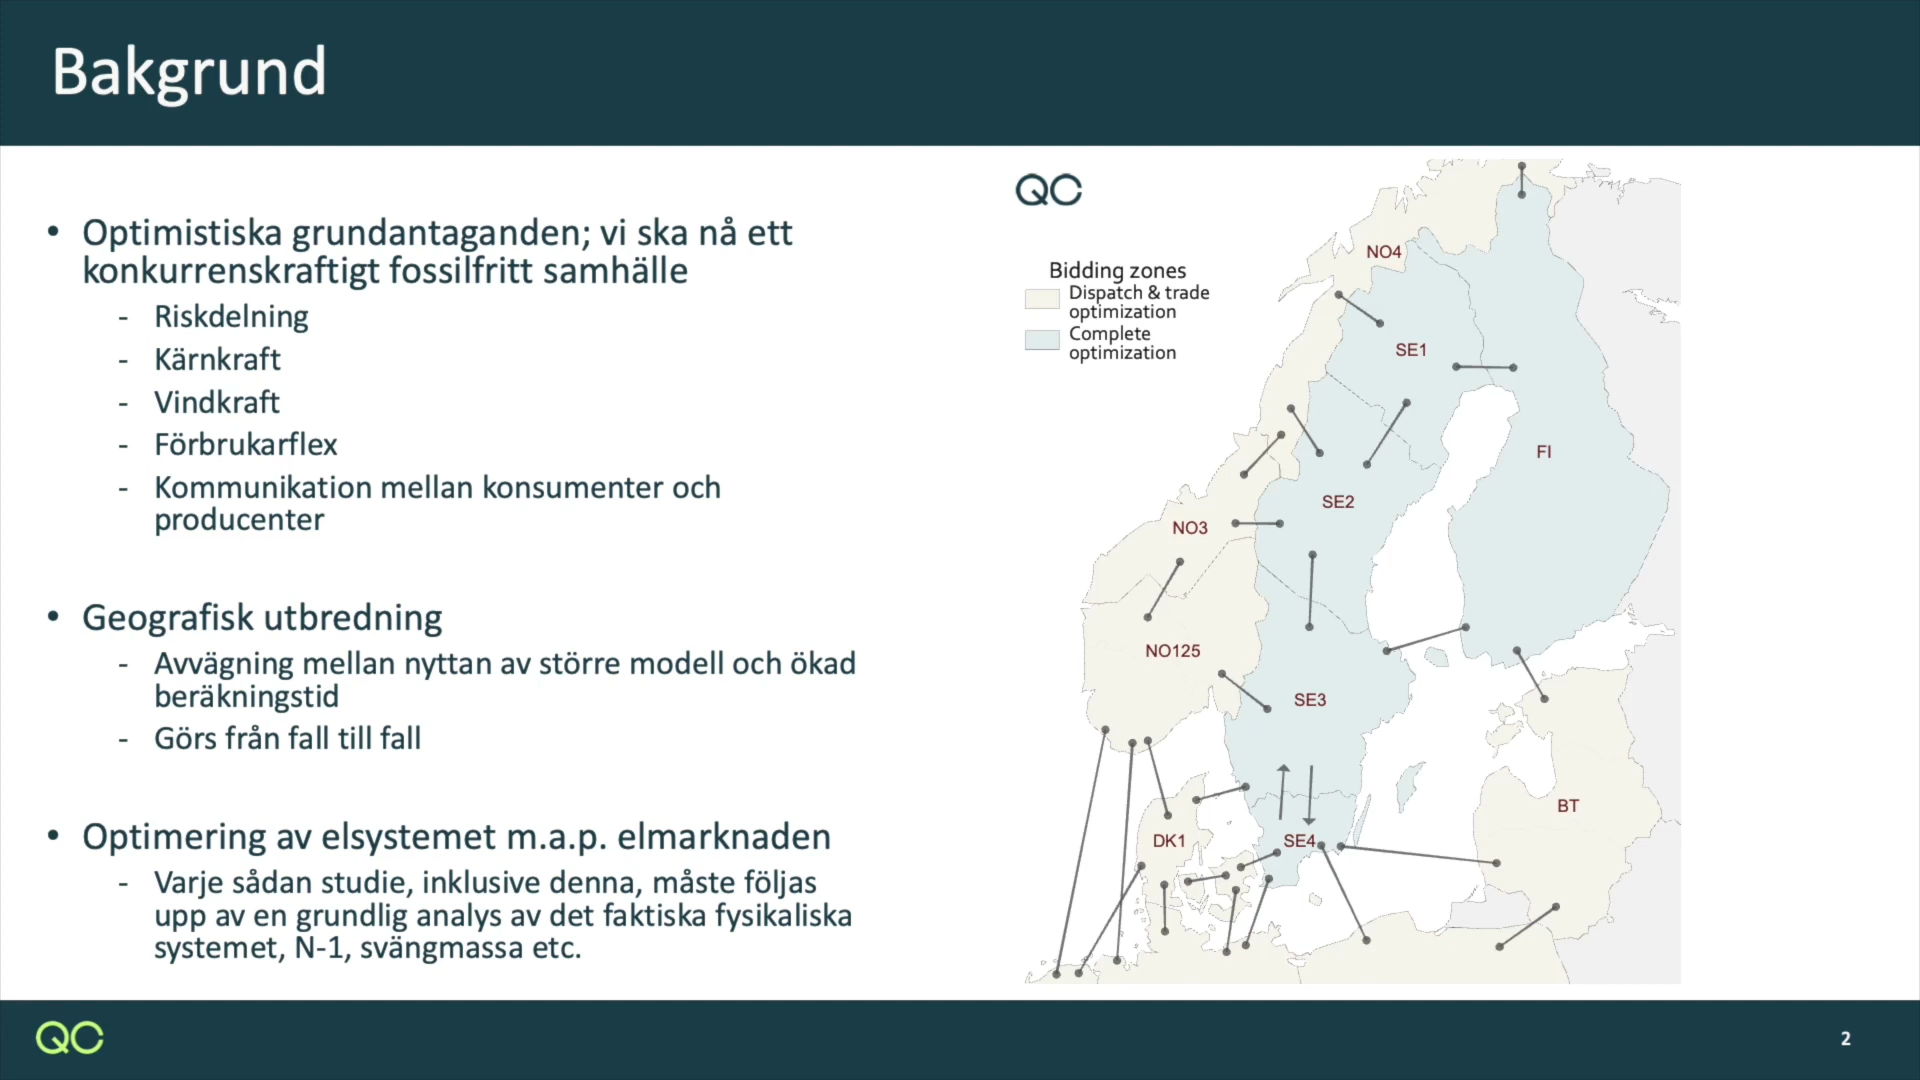 Bakgrund
• Optimistiska grundantaganden; vi ska nå ett
konkurrenskraftigt fossilfritt samhälle
- Riskdelning
- Kärnkraft
- Vindkraft
- Förbrukarflex
- Kommunikation mellan konsumenter och
producenter
• Geografisk utbredning
- Avvägning mellan nyttan av större modell och ökad
beräkningstid
- Görs från fall till fall
• Optimering av elsystemet m.a.p. elmarknaden
- Varje sådan studie, inklusive denna, måste följas
upp av en grundlig analys av det faktiska fysikaliska
systemet, N-1, svängmassa etc.
QC
Bidding zones
Dispatch & trade
optimization
Complete
optimization
NO4
SE1
FI
SE2
NO3
NO125
SE3
BT
DK1
SE4
QC
2